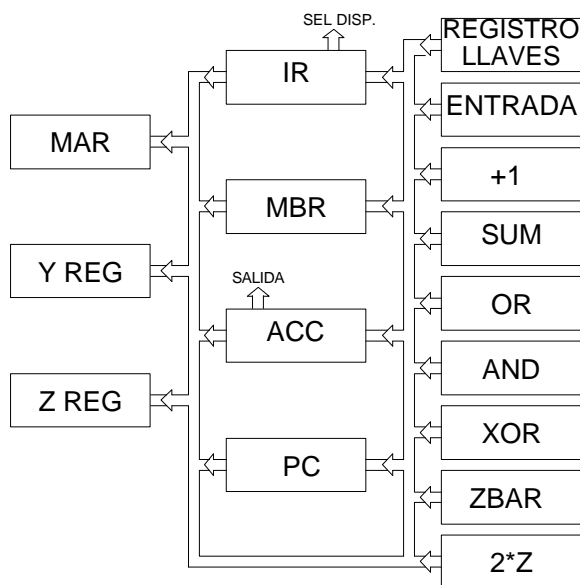 SEL DISP.
REGISTRO
LLAVES
IR
ENTRADA
MAR
+1
MBR
SUM
Y REG
SALIDA
OR
ACC
AND
Z REG
XOR
PC
ZBAR
2*Z